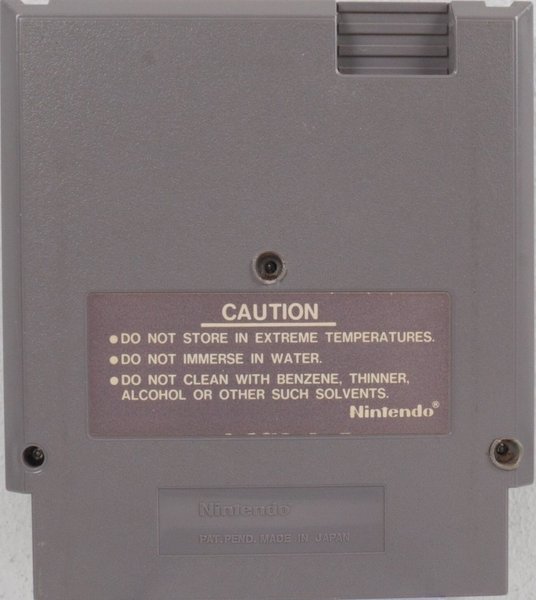 CAUTION
● DO NOT STORE IN EXTREME TEMPERATURES.
● DO NOT IMMERSE IN WATER.
● DO NOT CLEAN WITH BENZENE, THINNER,
ALCOHOL OR OTHER SUCH SOLVENTS.
Nintendo®
Nintendo
PAT. PEND. MADE IN JAPAN